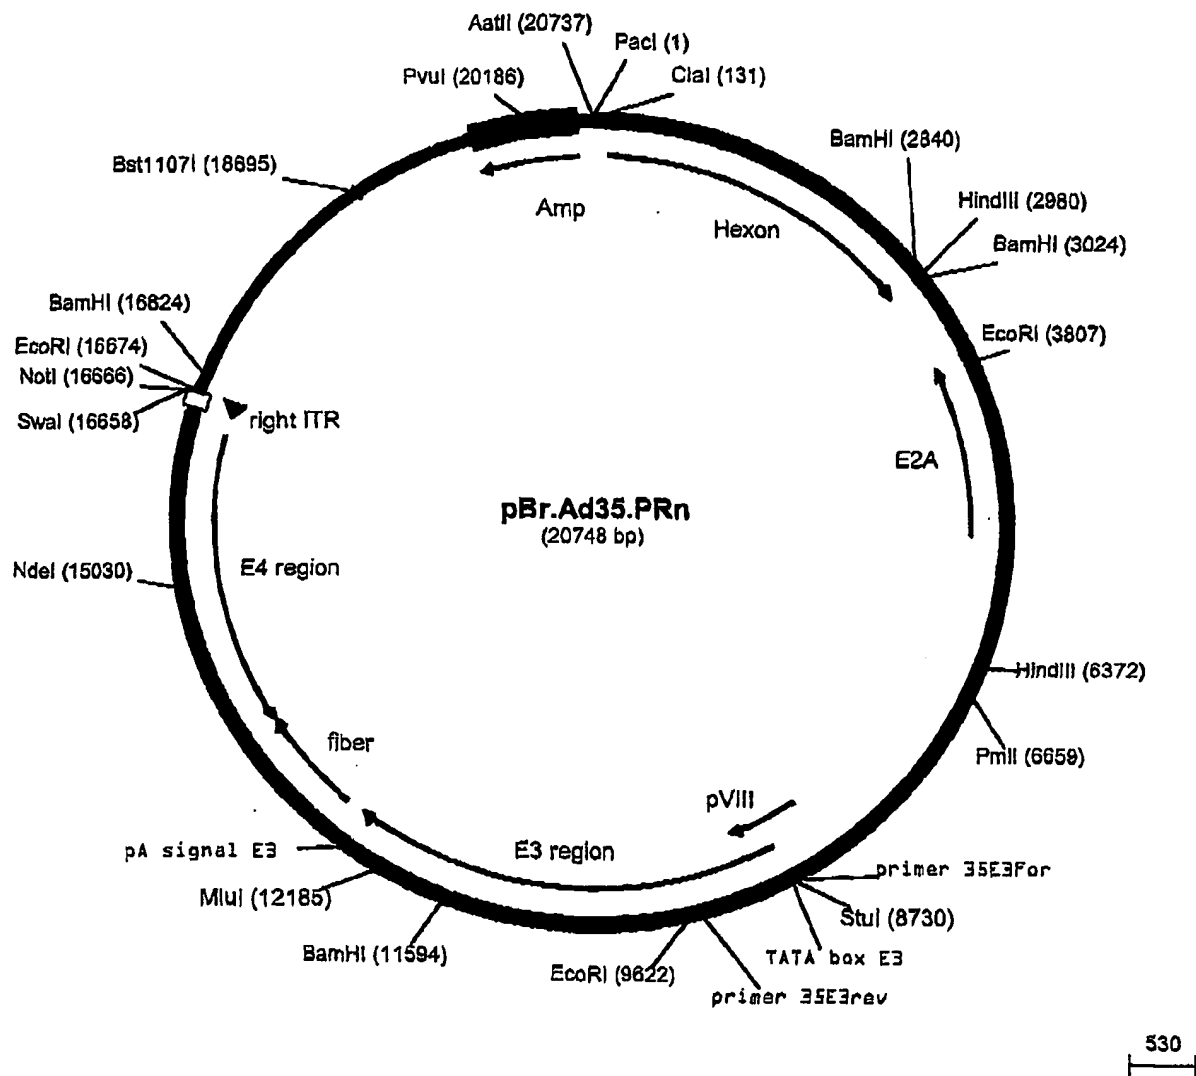 AatII (20737)
PacI (1)
PvuI (20186)
ClaI (131)
BamHI (2840)
Bst1107I (18695)
HindIII (2980)
Amp
Hexon
BamHI (3024)
BamHI (16824)
EcoRI (3807)
EcoRI (16674)
NotI (16666)
SwaI (16658)
right ITR
E2A
pBr.Ad35.PRn
(20748 bp)
NdeI (15030)
E4 region
HindIII (6372)
fiber
PmlI (6659)
pVIII
pA signal E3
E3 region
primer 35E3For
MluI (12185)
StuI (8730)
BamHI (11594)
TATA box E3
EcoRI (9622)
primer 35E3rev
530